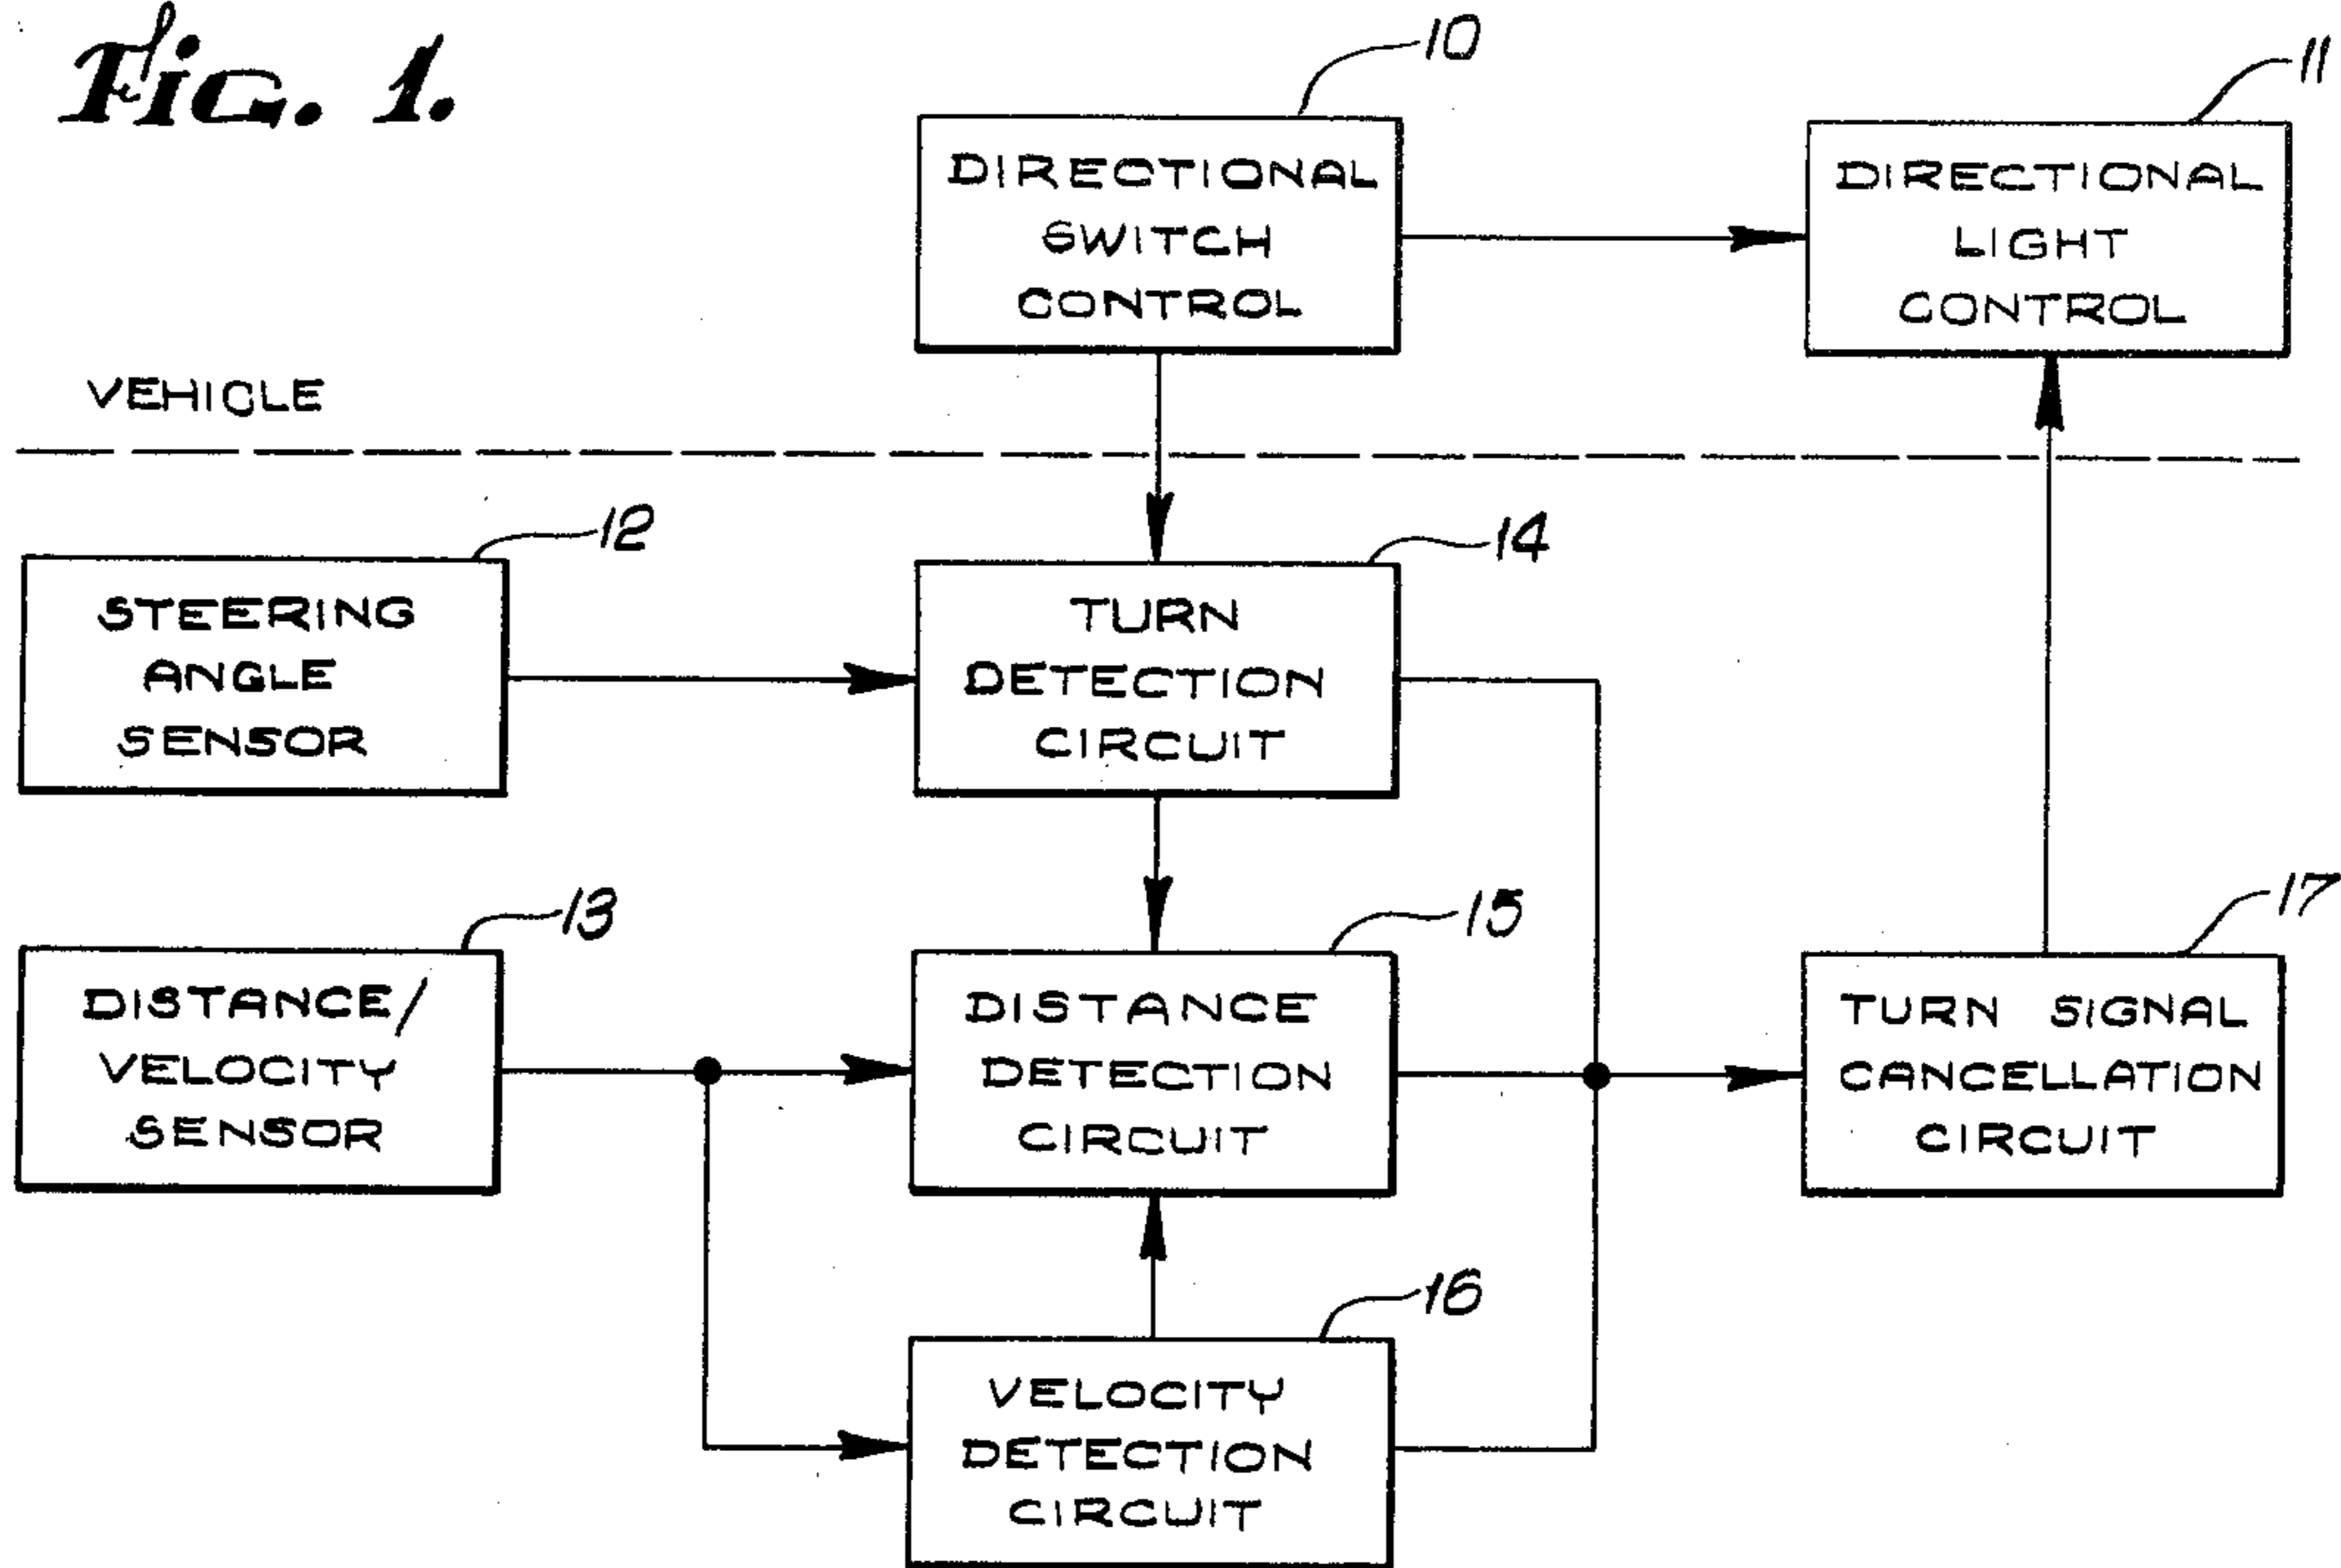 Fig. 1.
10
11
DIRECTIONAL
SWITCH
CONTROL
DIRECTIONAL
LIGHT
CONTROL
VEHICLE
12
14
STEERING
ANGLE
SENSOR
TURN
DETECTION
CIRCUIT
13
15
17
DISTANCE/
VELOCITY
SENSOR
DISTANCE
DETECTION
CIRCUIT
TURN SIGNAL
CANCELLATION
CIRCUIT
16
VELOCITY
DETECTION
CIRCUIT